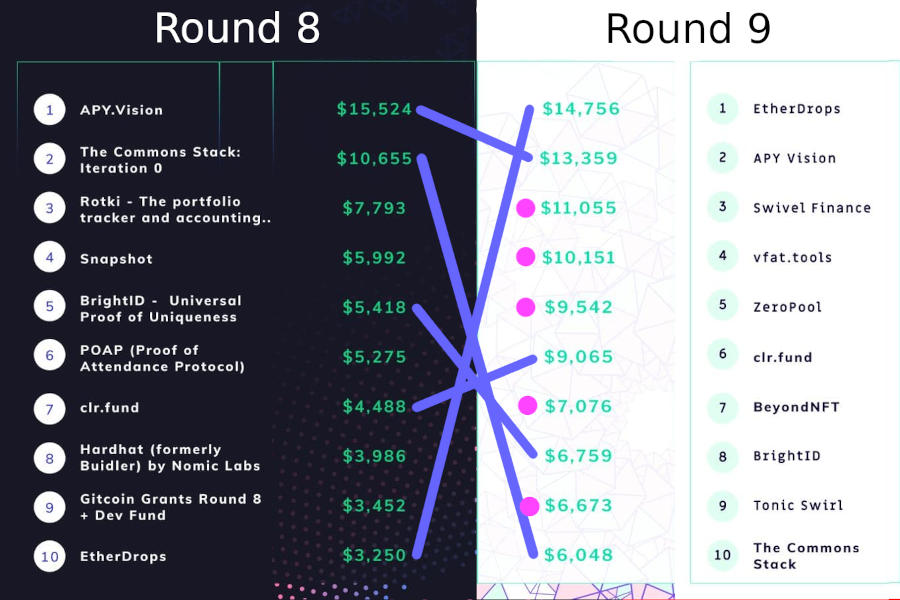 Round 8
1 APY.Vision $15,524
2 The Commons Stack:
Iteration 0 $10,655
3 Rotki - The portfolio
tracker and accounting.. $7,793
4 Snapshot $5,992
5 BrightID - Universal
Proof of Uniqueness $5,418
6 POAP (Proof of
Attendance Protocol) $5,275
7 clr.fund $4,488
8 Hardhat (formerly
Buidler) by Nomic Labs $3,986
9 Gitcoin Grants Round 8
+ Dev Fund $3,452
10 EtherDrops $3,250
Round 9
$14,756 1 EtherDrops
$13,359 2 APY Vision
$11,055 3 Swivel Finance
$10,151 4 vfat.tools
$9,542 5 ZeroPool
$9,065 6 clr.fund
$7,076 7 BeyondNFT
$6,759 8 BrightID
$6,673 9 Tonic Swirl
$6,048 10 The Commons
Stack